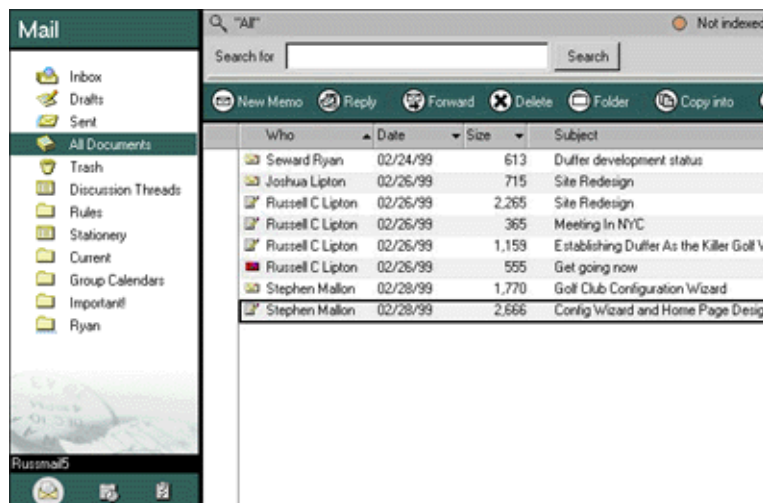 Mail
Inbox
Drafts
Sent
All Documents
Trash
Discussion Threads
Rules
Stationery
Current
Group Calendars
Important!
Ryan
Russmail5
"All"
Not indexed
Search for
Search
New Memo Reply Forward Delete Folder Copy into
Who Date Size Subject
Seward Ryan 02/24/99 613 Duffer development status
Joshua Lipton 02/26/99 715 Site Redesign
Russell C Lipton 02/26/99 2,265 Site Redesign
Russell C Lipton 02/26/99 365 Meeting In NYC
Russell C Lipton 02/26/99 1,159 Establishing Duffer As the Killer Golf
Russell C Lipton 02/26/99 555 Get going now
Stephen Mallon 02/28/99 1,770 Golf Club Configuration Wizard
Stephen Mallon 02/28/99 2,666 Config Wizard and Home Page Desig